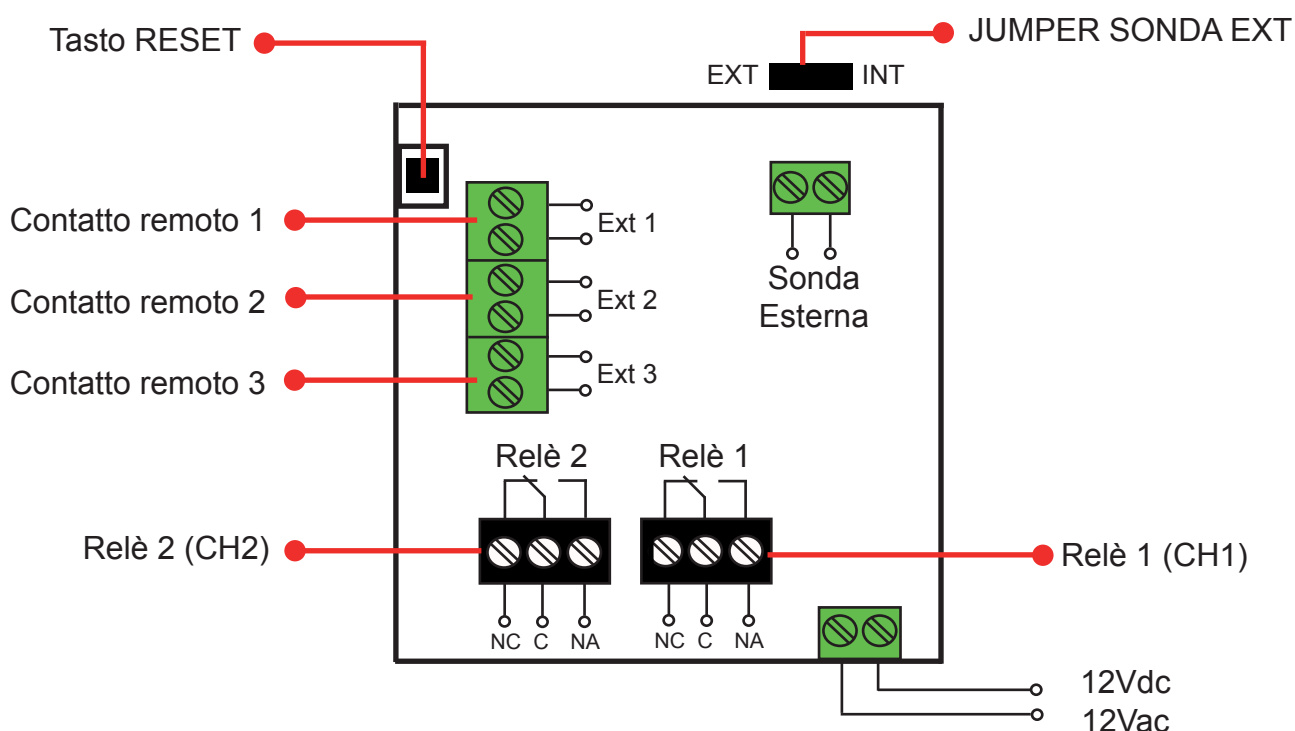 Tasto RESET
JUMPER SONDA EXT
EXT INT
Contatto remoto 1
Ext 1
Contatto remoto 2
Ext 2
Contatto remoto 3
Ext 3
Sonda
Esterna
Relè 2
Relè 1
Relè 2 (CH2)
Relè 1 (CH1)
NC C NA
NC C NA
12Vdc
12Vac